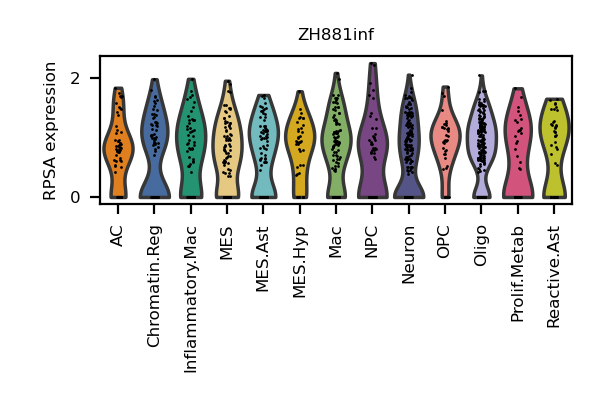 ZH881inf
RPSA expression
2
0
AC
Chromatin.Reg
Inflammatory.Mac
MES
MES.Ast
MES.Hyp
Mac
NPC
Neuron
OPC
Oligo
Prolif.Metab
Reactive.Ast